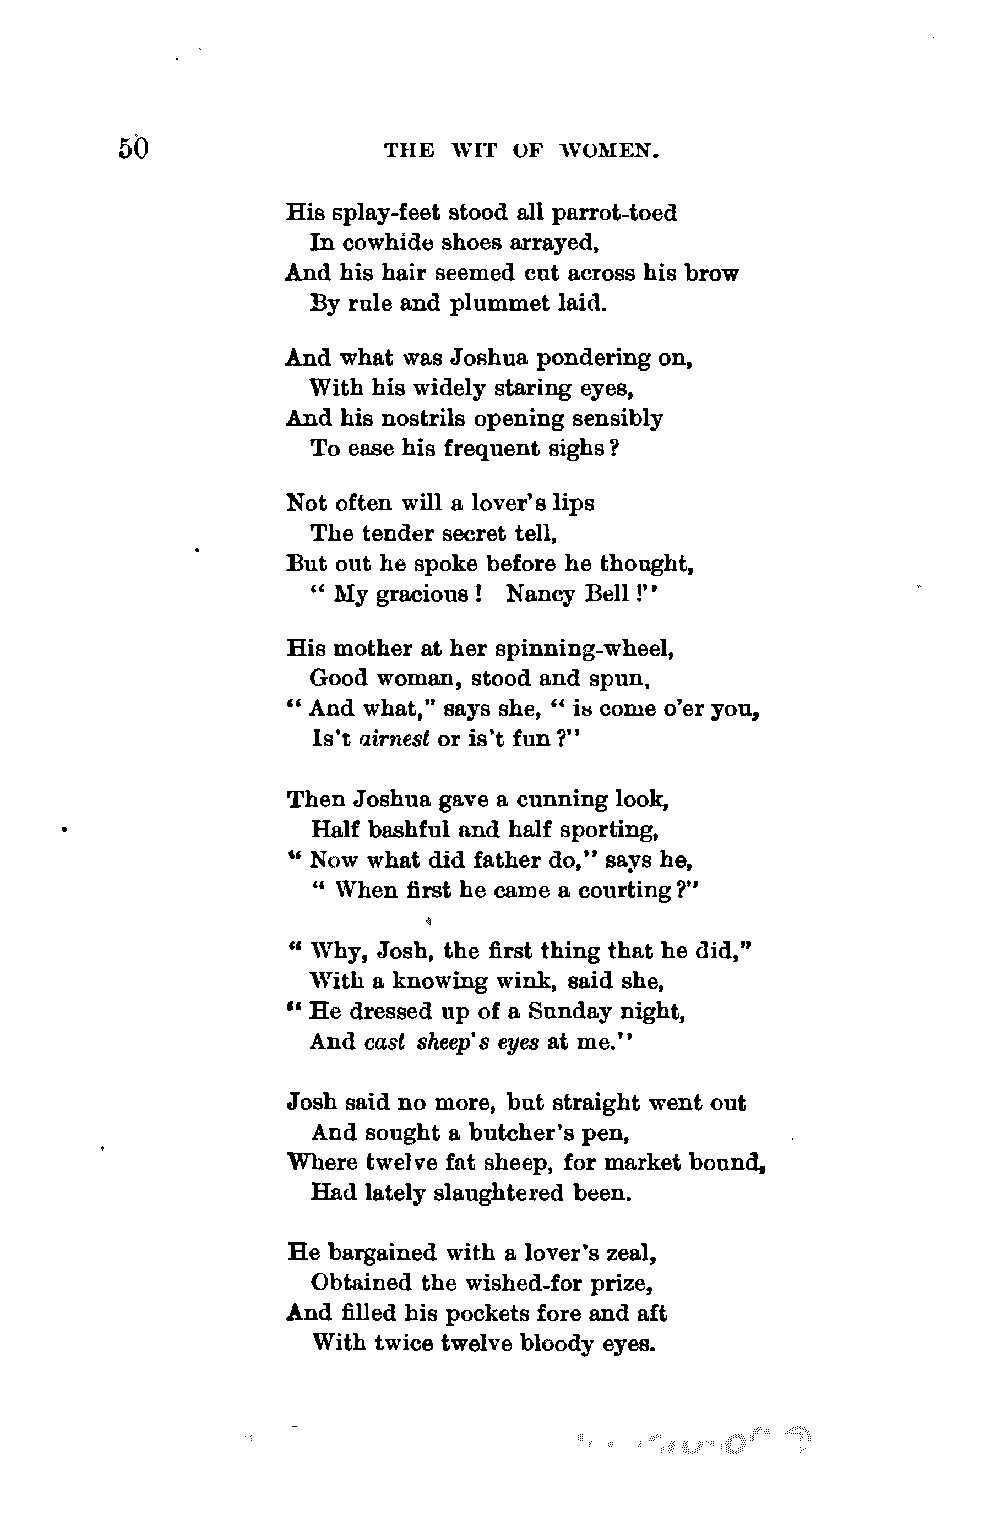 50 THE WIT OF WOMEN.
His splay-feet stood all parrot-toed
In cowhide shoes arrayed,
And his hair seemed cut across his brow
By rule and plummet laid.
And what was Joshua pondering on,
With his widely staring eyes,
And his nostrils opening sensibly
To ease his frequent sighs?
Not often will a lover's lips
The tender secret tell,
But out he spoke before he thought,
"My gracious! Nancy Bell!"
His mother at her spinning-wheel,
Good woman, stood and spun,
"And what," says she, "is come o'er you,
Is't airnest or is't fun?"
Then Joshua gave a cunning look,
Half bashful and half sporting,
"Now what did father do," says he,
"When first he came a courting?"
"Why, Josh, the first thing that he did,"
With a knowing wink, said she,
"He dressed up of a Sunday night,
And cast sheep's eyes at me."
Josh said no more, but straight went out
And sought a butcher's pen,
Where twelve fat sheep, for market bound,
Had lately slaughtered been.
He bargained with a lover's zeal,
Obtained the wished-for prize,
And filled his pockets fore and aft
With twice twelve bloody eyes.